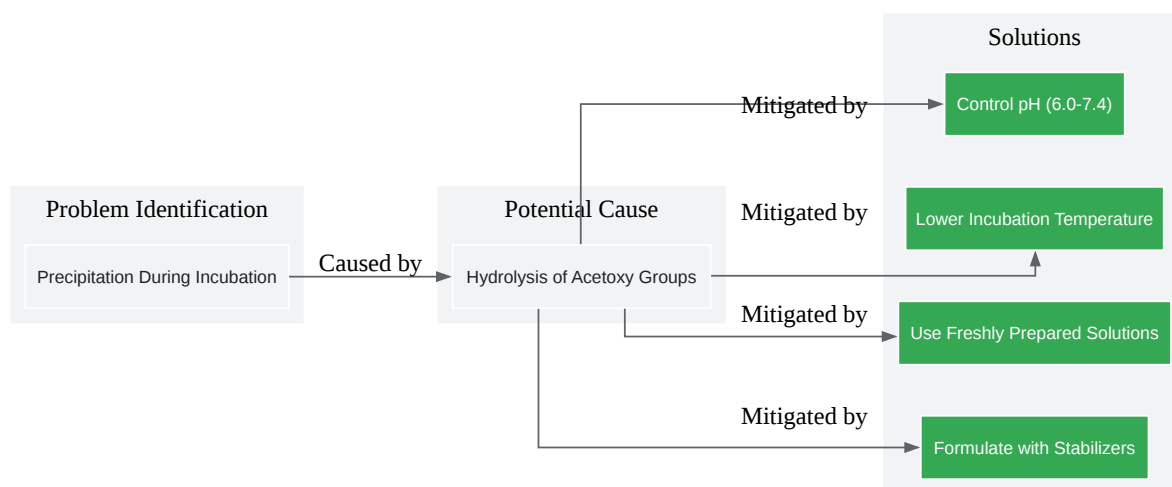 Solutions
Mitigated by
Control pH (6.0-7.4)
Problem Identification
Potential Cause
Mitigated by
Lower Incubation Temperature
Precipitation During Incubation
Caused by
Hydrolysis of Acetoxy Groups
Mitigated by
Use Freshly Prepared Solutions
Mitigated by
Formulate with Stabilizers